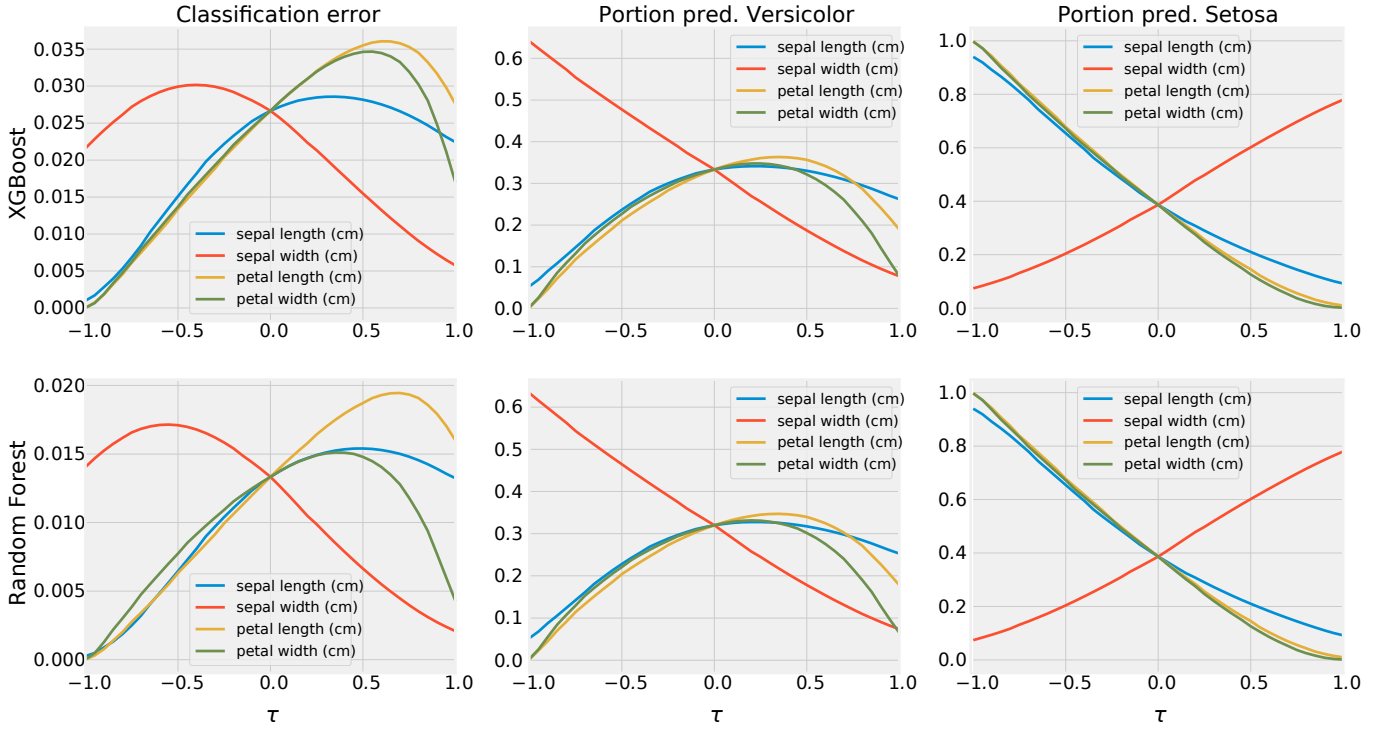 Classification error
Portion pred. Versicolor
Portion pred. Setosa
XGBoost
0.035
0.030
0.025
0.020
0.015
0.010
0.005
0.000
−1.0 −0.5 0.0 0.5 1.0
sepal length (cm)
sepal width (cm)
petal length (cm)
petal width (cm)
0.6
0.5
0.4
0.3
0.2
0.1
0.0
−1.0 −0.5 0.0 0.5 1.0
sepal length (cm)
sepal width (cm)
petal length (cm)
petal width (cm)
1.0
0.8
0.6
0.4
0.2
0.0
−1.0 −0.5 0.0 0.5 1.0
sepal length (cm)
sepal width (cm)
petal length (cm)
petal width (cm)
Random Forest
0.020
0.015
0.010
0.005
0.000
−1.0 −0.5 0.0 0.5 1.0
τ
sepal length (cm)
sepal width (cm)
petal length (cm)
petal width (cm)
0.6
0.5
0.4
0.3
0.2
0.1
0.0
−1.0 −0.5 0.0 0.5 1.0
τ
sepal length (cm)
sepal width (cm)
petal length (cm)
petal width (cm)
1.0
0.8
0.6
0.4
0.2
0.0
−1.0 −0.5 0.0 0.5 1.0
τ
sepal length (cm)
sepal width (cm)
petal length (cm)
petal width (cm)